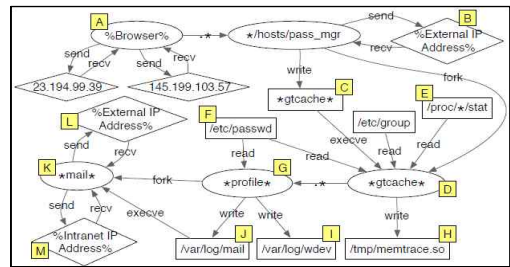 A
%Browser%
.*
*/hosts/pass_mgr
send
B
%External IP
Address%
recv
send
recv
send
recv
23.194.99.39
145.199.103.57
write
fork
*gtcache*
C
E
/proc/*/stat
L
%External IP
Address%
F
/etc/passwd
execve
/etc/group
send
recv
read
read
read
read
K
*mail*
fork
G
*profile*
.*
*gtcache*
D
send
recv
execve
write
write
write
M
%Intranet IP
Address%
J
/var/log/mail
I
/var/log/wdev
H
/tmp/memtrace.so